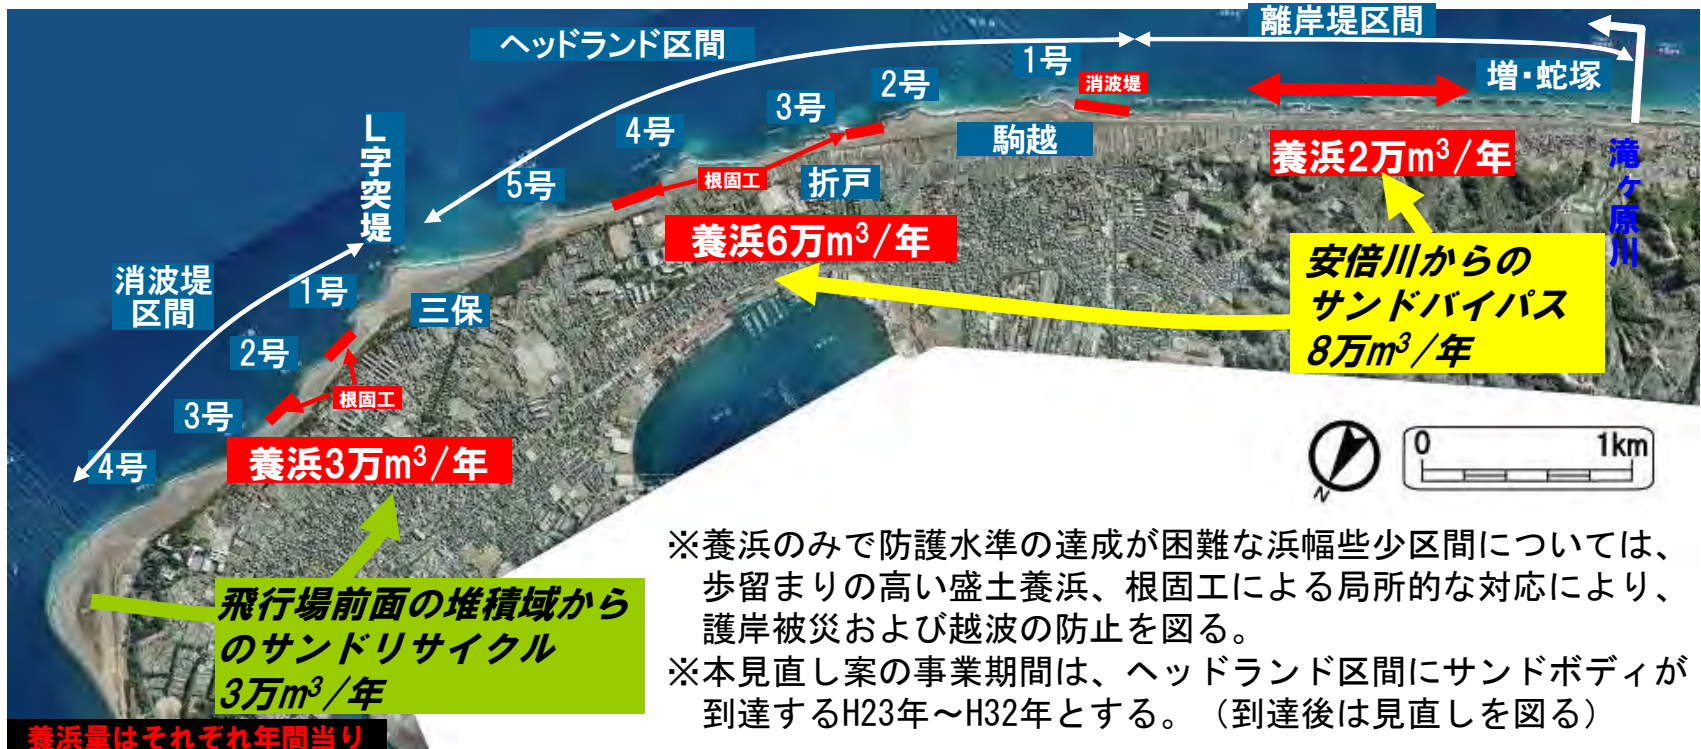 離岸堤区間
ヘッドランド区間
1号
消波堤
増・蛇塚
2号
3号
4号
駒越
L字突堤
養浜2万m³/年
滝ヶ原川
5号
根固工
折戸
養浜6万m³/年
安倍川からの
サンドバイパス
8万m³/年
消波堤
区間
1号
三保
2号
根固工
3号
養浜3万m³/年
4号
0
1km
N
※養浜のみで防護水準の達成が困難な浜幅些少区間については、
歩留まりの高い盛土養浜、根固工による局所的な対応により、
護岸被災および越波の防止を図る。
※本見直し案の事業期間は、ヘッドランド区間にサンドボディが
到達するH23年～H32年とする。（到達後は見直しを図る）
飛行場前面の堆積域から
のサンドリサイクル
3万m³/年
養浜量はそれぞれ年間当り